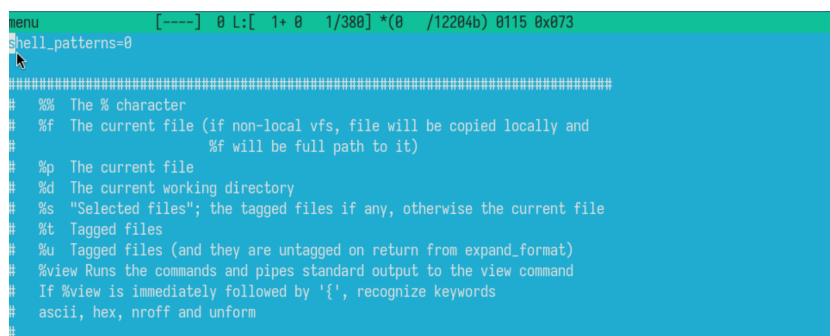 menu [----] 0 L:[ 1+ 0 1/380] *(0 /12204b) 0115 0x073
shell_patterns=0
##############################################################################
# %% The % character
# %f The current file (if non-local vfs, file will be copied locally and
# %f will be full path to it)
# %p The current file
# %d The current working directory
# %s "Selected files"; the tagged files if any, otherwise the current file
# %t Tagged files
# %u Tagged files (and they are untagged on return from expand_format)
# %view Runs the commands and pipes standard output to the view command
# If %view is immediately followed by '{', recognize keywords
# ascii, hex, nroff and unform
#